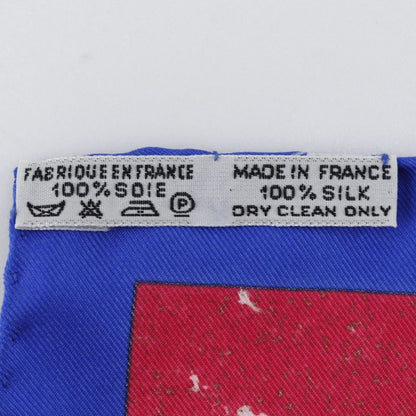 FABRIQUE EN FRANCE
100% SOIE
P
MADE IN FRANCE
100% SILK
DRY CLEAN ONLY